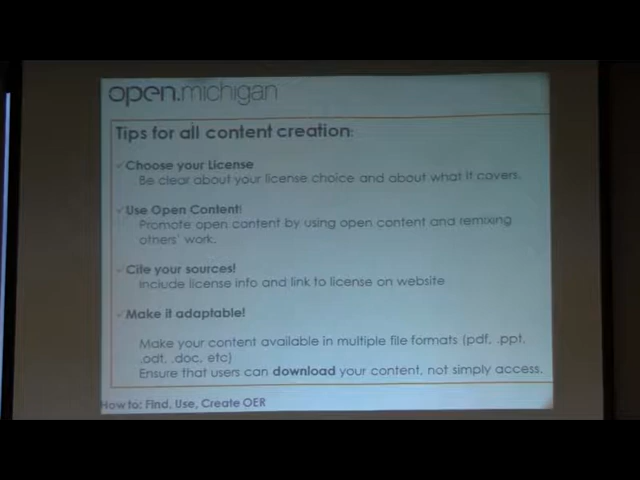 open.michigan
Tips for all content creation:
✓ Choose your License
Be clear about your license choice and about what it covers.
✓ Use Open Content!
Promote open content by using open content and remixing
others' work.
✓ Cite your sources!
Include license info and link to license on website
✓ Make it adaptable!
Make your content available in multiple file formats (pdf, .ppt,
.odt, .doc, etc)
Ensure that users can download your content, not simply access.
How to: Find, Use, Create OER